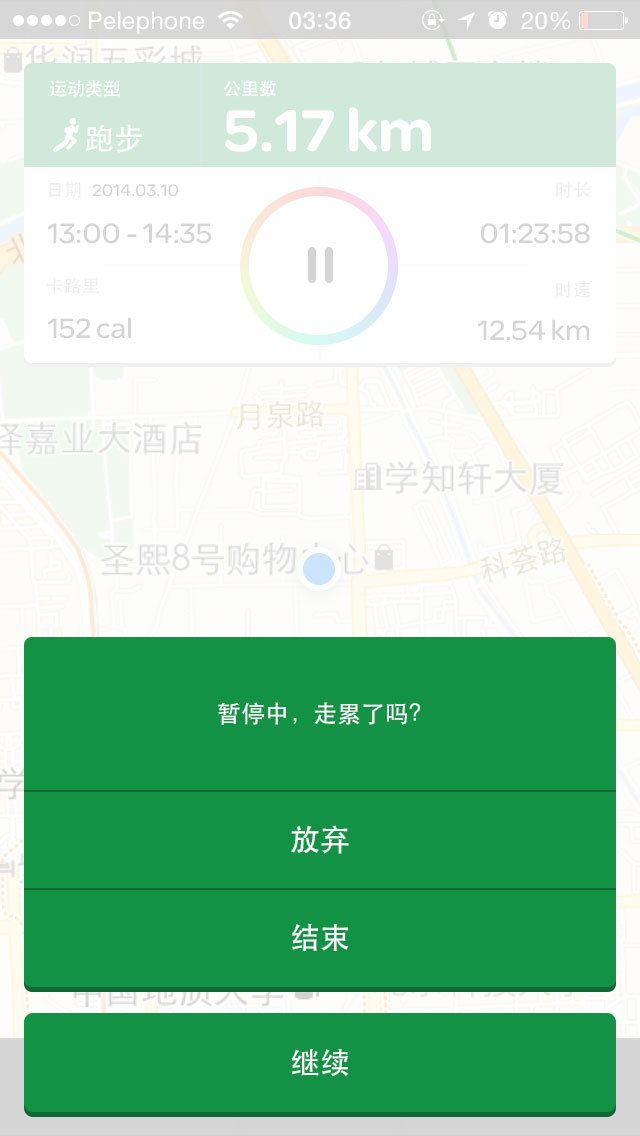 Pelephone 03:36 20%
华润五彩城
运动类型 公里数
跑步 5.17 km
日期 2014.03.10 时长
13:00 - 14:35 01:23:58
卡路里 时速
152 cal 12.54 km
月泉路
泽嘉业大酒店
学知轩大厦
圣熙8号购物中心
科荟路
暂停中，走累了吗?
放弃
结束
中国地质大学
继续